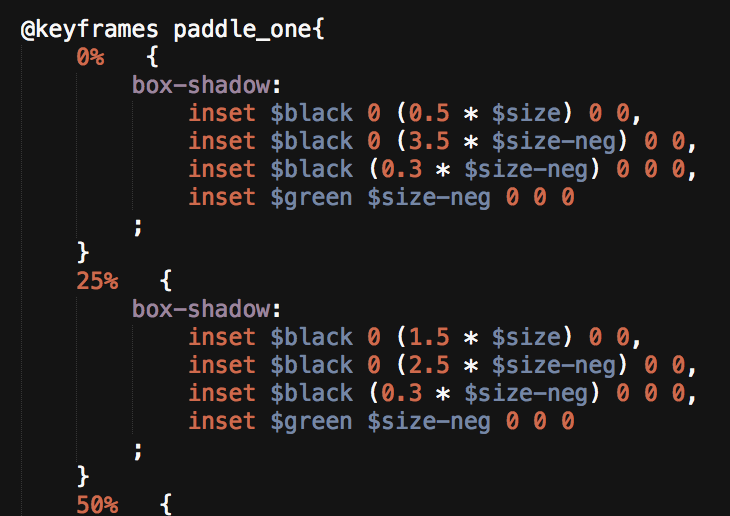 @keyframes paddle_one{
0% {
box-shadow:
inset $black 0 (0.5 * $size) 0 0,
inset $black 0 (3.5 * $size-neg) 0 0,
inset $black (0.3 * $size-neg) 0 0 0,
inset $green $size-neg 0 0 0
;
}
25% {
box-shadow:
inset $black 0 (1.5 * $size) 0 0,
inset $black 0 (2.5 * $size-neg) 0 0,
inset $black (0.3 * $size-neg) 0 0 0,
inset $green $size-neg 0 0 0
;
}
50% {